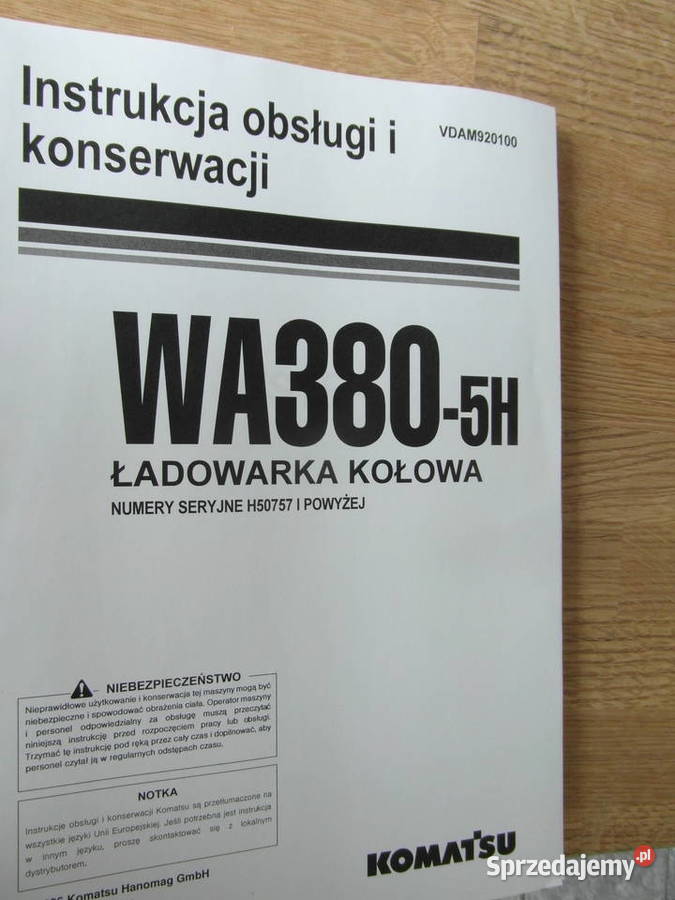 Instrukcja obsługi i
konserwacji
VDAM920100
WA380-5H
ŁADOWARKA KOŁOWA
NUMERY SERYJNE H50757 I POWYŻEJ
NIEBEZPIECZEŃSTWO
Nieprawidłowe użytkowanie i konserwacja tej maszyny mogą być
niebezpieczne i spowodować obrażenia ciała. Operator maszyny
i personel odpowiedzialny za obsługę muszą przeczytać
niniejszą instrukcję przed rozpoczęciem pracy lub obsługi.
Trzymać tę instrukcję pod ręką przez cały czas i dopilnować, aby
personel czytał ją w regularnych odstępach czasu.
NOTKA
Instrukcje obsługi i konserwacji Komatsu są przetłumaczone na
wszystkie języki Unii Europejskiej. Jeśli potrzebna jest instrukcja
w innym języku, proszę skontaktować się z lokalnym
dystrybutorem.
Komatsu Hanomag GmbH
KOMATSU
Sprzedajemy.pl